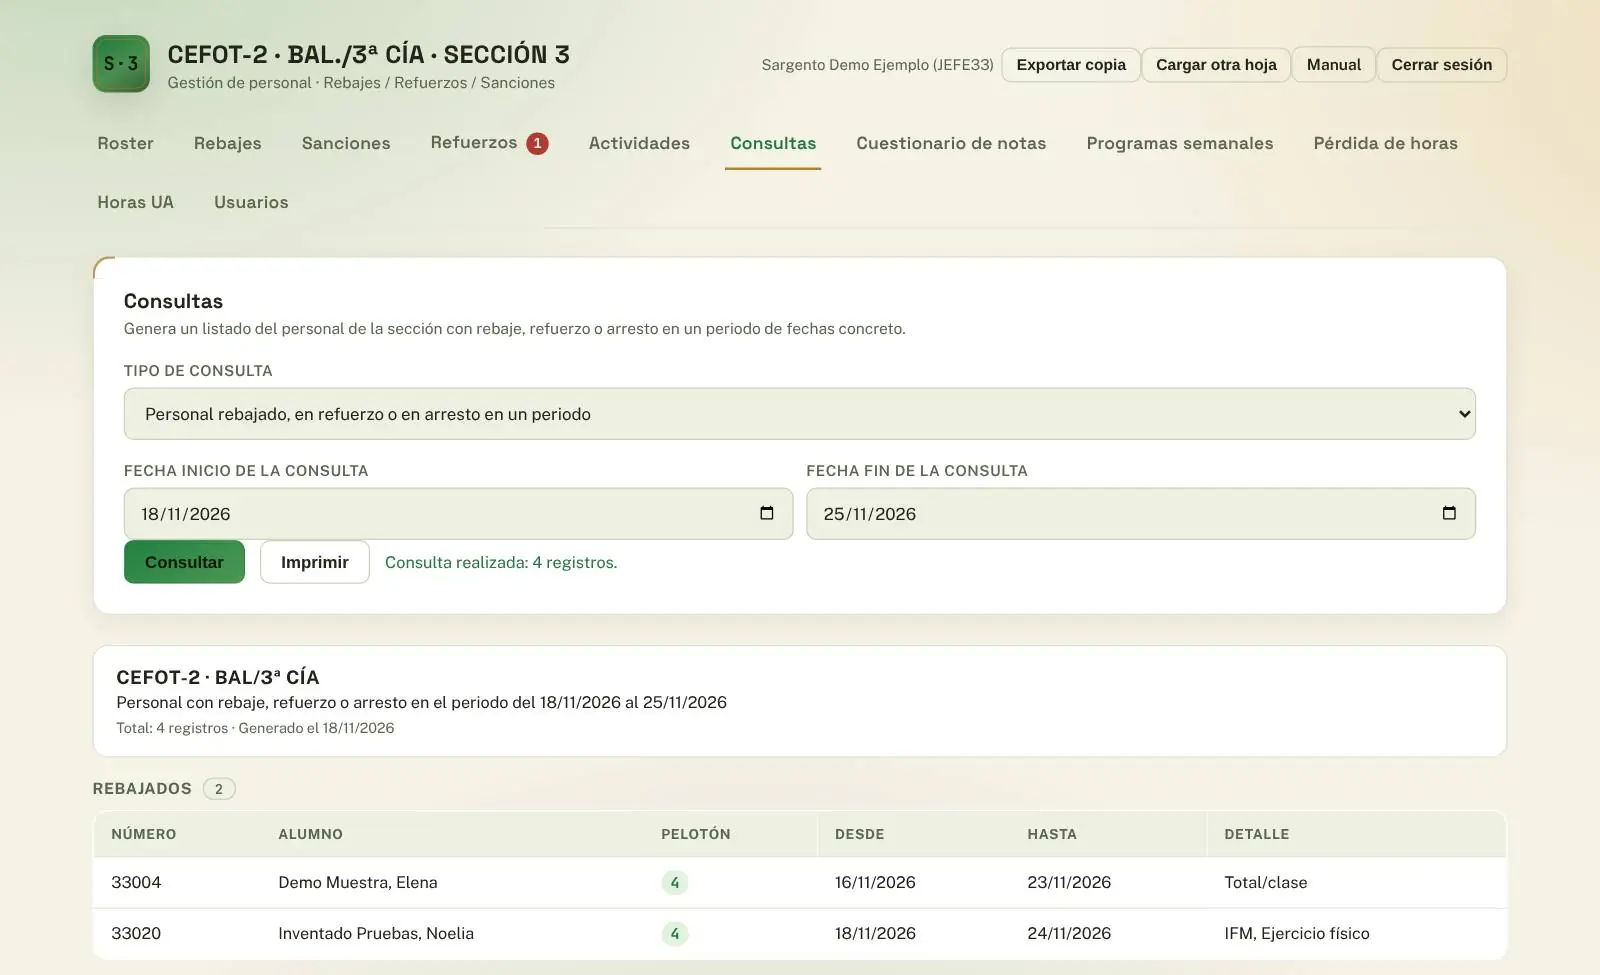 S·3
CEFOT-2 · BAL./3ª CÍA · SECCIÓN 3
Gestión de personal · Rebajes / Refuerzos / Sanciones
Sargento Demo Ejemplo (JEFE33)
Exportar copia
Cargar otra hoja
Manual
Cerrar sesión
Roster
Rebajes
Sanciones
Refuerzos 1
Actividades
Consultas
Cuestionario de notas
Programas semanales
Pérdida de horas
Horas UA
Usuarios
Consultas
Genera un listado del personal de la sección con rebaje, refuerzo o arresto en un periodo de fechas concreto.
TIPO DE CONSULTA
Personal rebajado, en refuerzo o en arresto en un periodo
FECHA INICIO DE LA CONSULTA
FECHA FIN DE LA CONSULTA
18/11/2026
25/11/2026
Consultar
Imprimir
Consulta realizada: 4 registros.
CEFOT-2 · BAL/3ª CÍA
Personal con rebaje, refuerzo o arresto en el periodo del 18/11/2026 al 25/11/2026
Total: 4 registros · Generado el 18/11/2026
REBAJADOS 2
NÚMERO ALUMNO PELOTÓN DESDE HASTA DETALLE
33004 Demo Muestra, Elena 4 16/11/2026 23/11/2026 Total/clase
33020 Inventado Pruebas, Noelia 4 18/11/2026 24/11/2026 IFM, Ejercicio físico